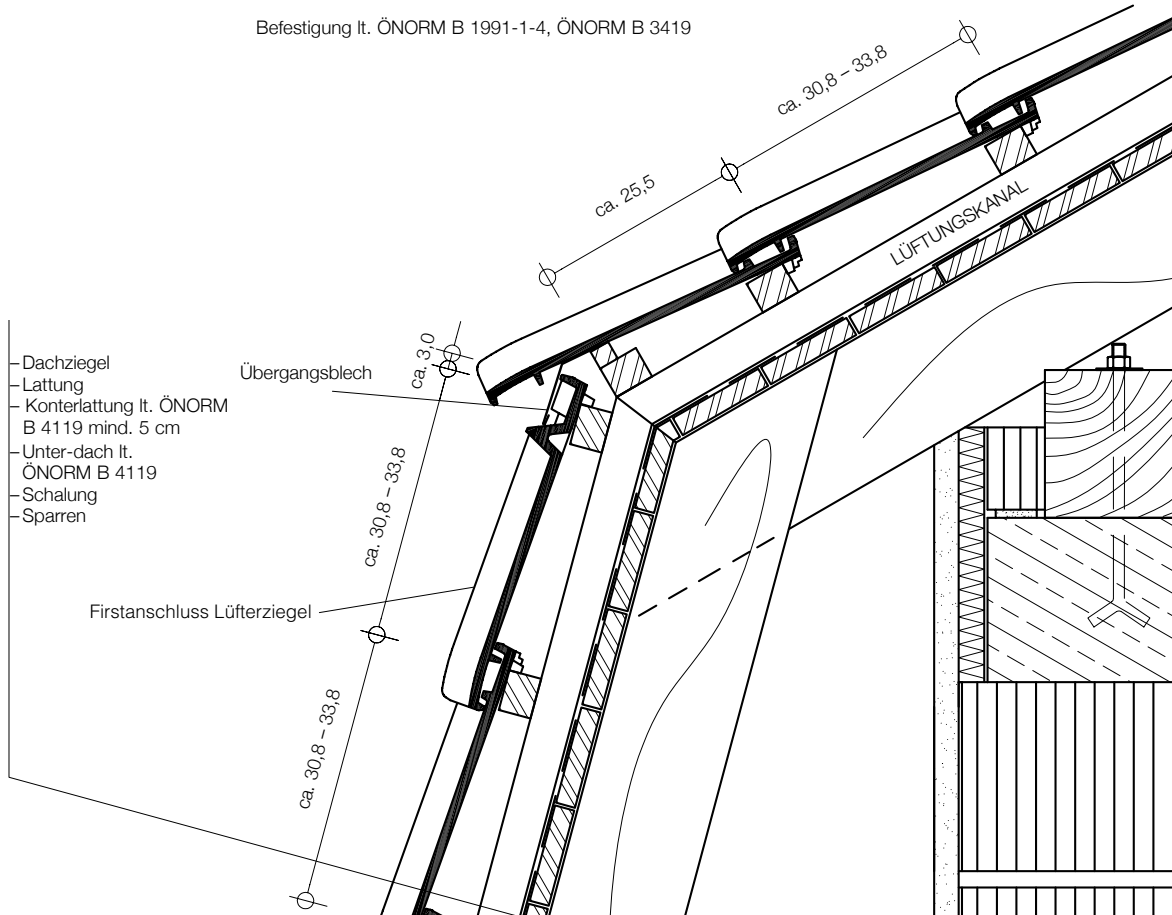 Befestigung lt. ÖNORM B 1991-1-4, ÖNORM B 3419
ca. 30,8 – 33,8
ca. 25,5
LÜFTUNGSKANAL
ca. 3,0
Übergangsblech
– Dachziegel
– Lattung
– Konterlattung lt. ÖNORM
B 4119 mind. 5 cm
– Unter-dach lt.
ÖNORM B 4119
– Schalung
– Sparren
ca. 30,8 – 33,8
Firstanschluss Lüfterziegel
ca. 30,8 – 33,8